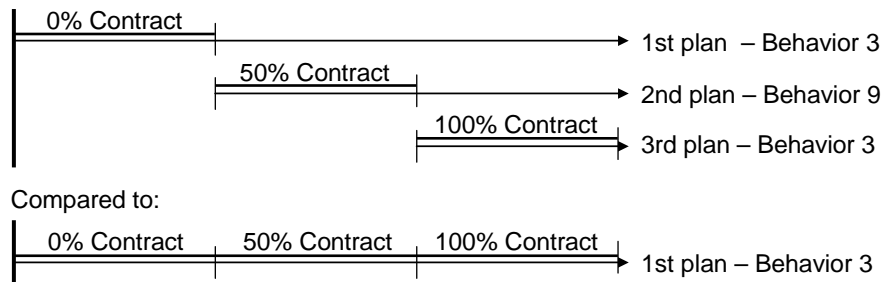 0% Contract
1st plan – Behavior 3
50% Contract
2nd plan – Behavior 9
100% Contract
3rd plan – Behavior 3
Compared to:
0% Contract 50% Contract 100% Contract
1st plan – Behavior 3